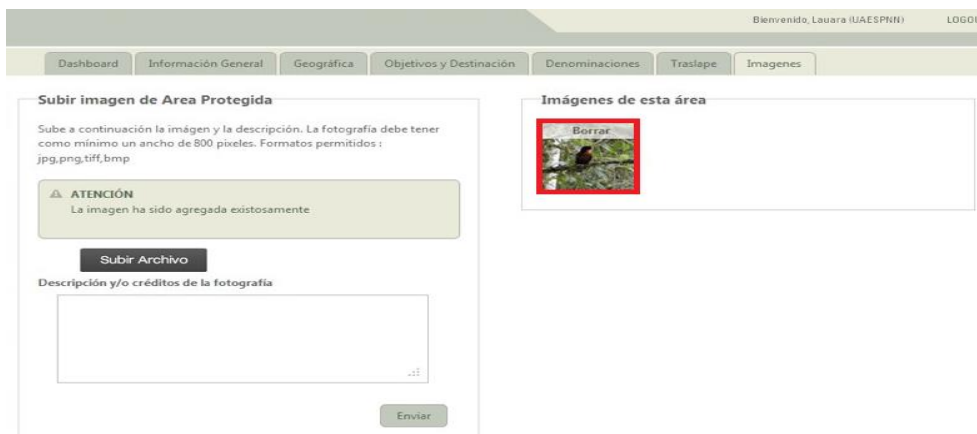 Bienvenido, Lauara (UAESPNN) LOGOU
Dashboard Información General Geográfica Objetivos y Destinación Denominaciones Traslape Imagenes
Subir imagen de Area Protegida
Sube a continuación la imágen y la descripción. La fotografía debe tener
como mínimo un ancho de 800 pixeles. Formatos permitidos :
jpg,png,tiff,bmp
ATENCIÓN
La imagen ha sido agregada existosamente
Subir Archivo
Descripción y/o créditos de la fotografía
Enviar
Imágenes de esta área
Borrar